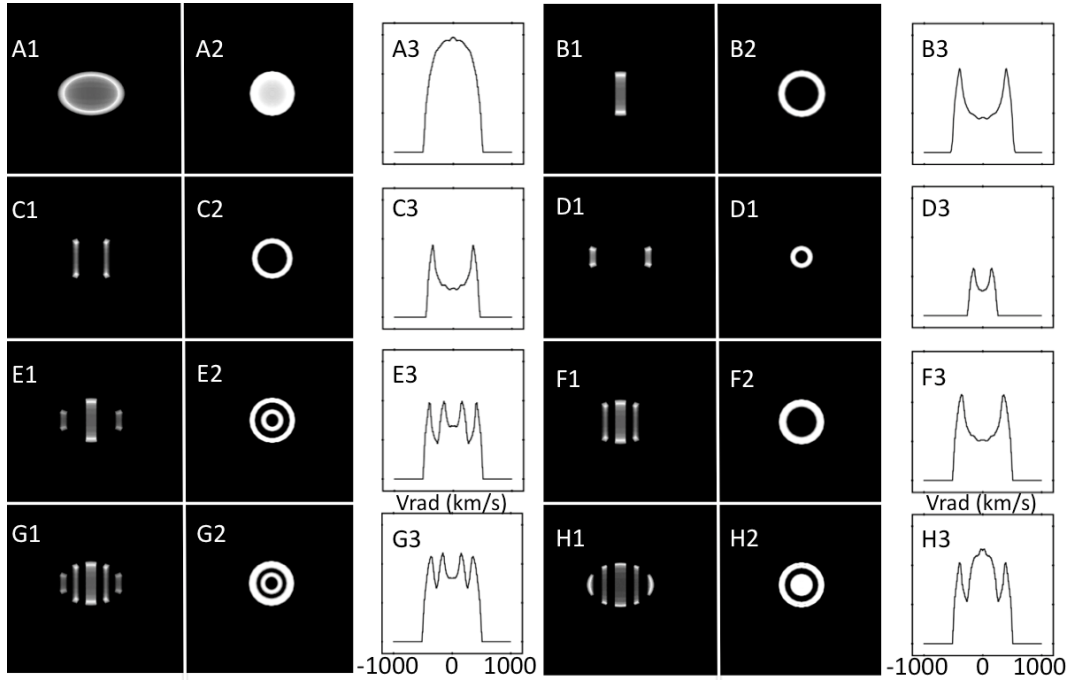 A1 A2 A3 B1 B2 B3
C1 C2 C3 D1 D1 D3
E1 E2 E3 F1 F2 F3
Vrad (km/s) Vrad (km/s)
G1 G2 G3 H1 H2 H3
-1000 0 1000 -1000 0 1000